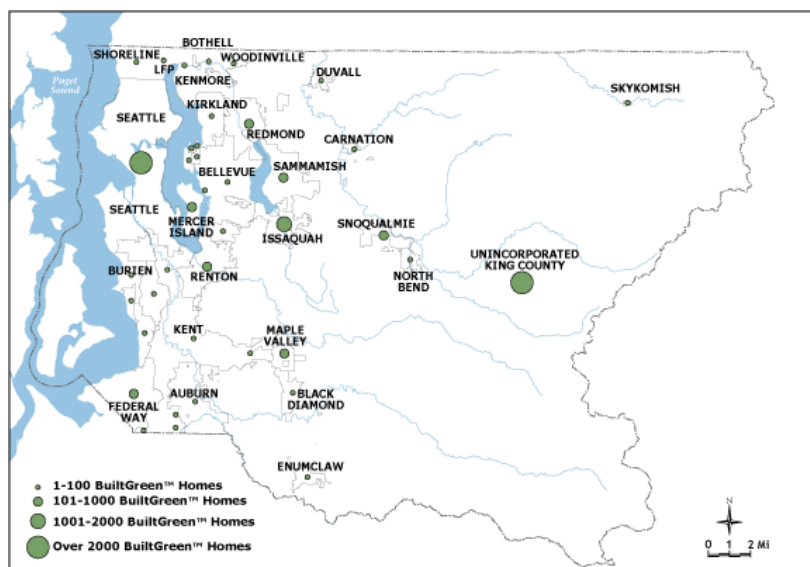 BOTHELL
SHORELINE
WOODINVILLE
LFP
KENMORE
DUVALL
Puget
Sound
SKYKOMISH
KIRKLAND
SEATTLE
REDMOND
CARNATION
BELLEVUE
SAMMAMISH
SEATTLE
MERCER
ISLAND
SNOQUALMIE
ISSAQUAH
UNINCORPORATED
KING COUNTY
BURIEN
RENTON
NORTH
BEND
KENT
MAPLE
VALLEY
AUBURN
BLACK
DIAMOND
FEDERAL
WAY
ENUMCLAW
1-100 BuiltGreen™ Homes
101-1000 BuiltGreen™ Homes
1001-2000 BuiltGreen™ Homes
Over 2000 BuiltGreen™ Homes
N
0 1 2 Mi